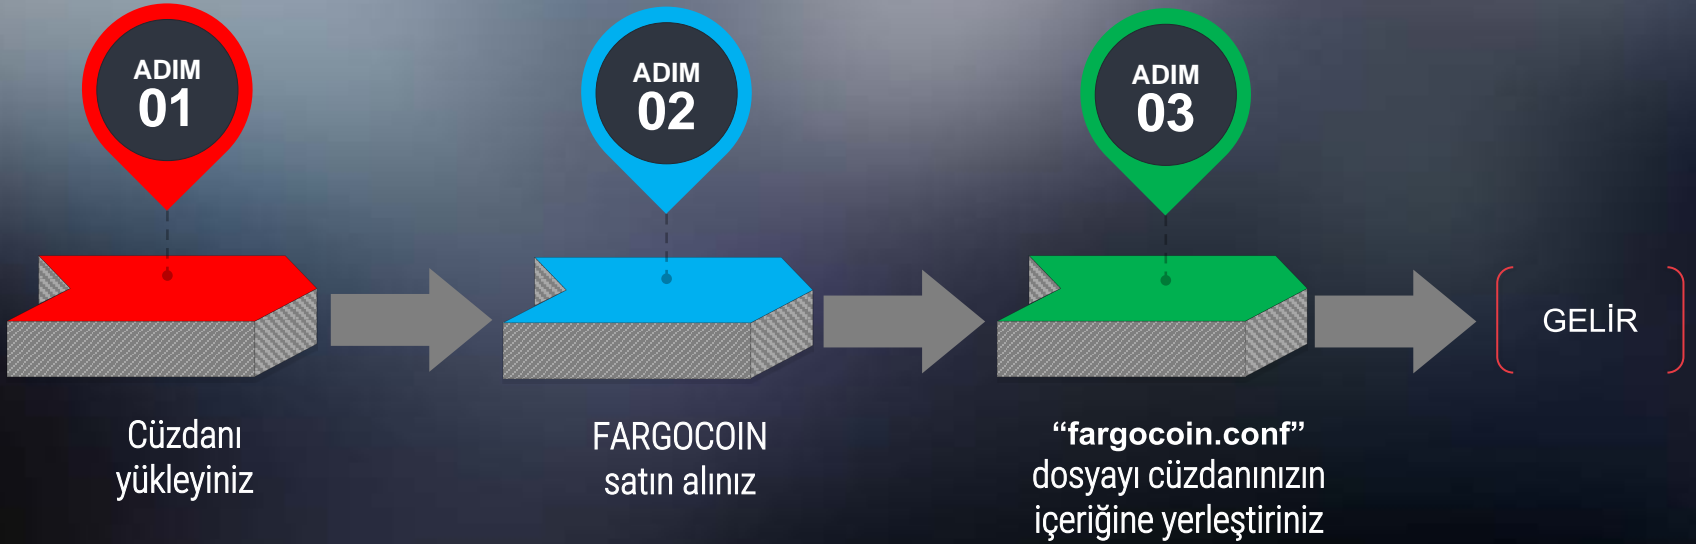 ADIM
01
ADIM
02
ADIM
03
GELİR
Cüzdanı
yükleyiniz
FARGOCOIN
satın alınız
“fargocoin.conf”
dosyayı cüzdanınızın
içeriğine yerleştiriniz